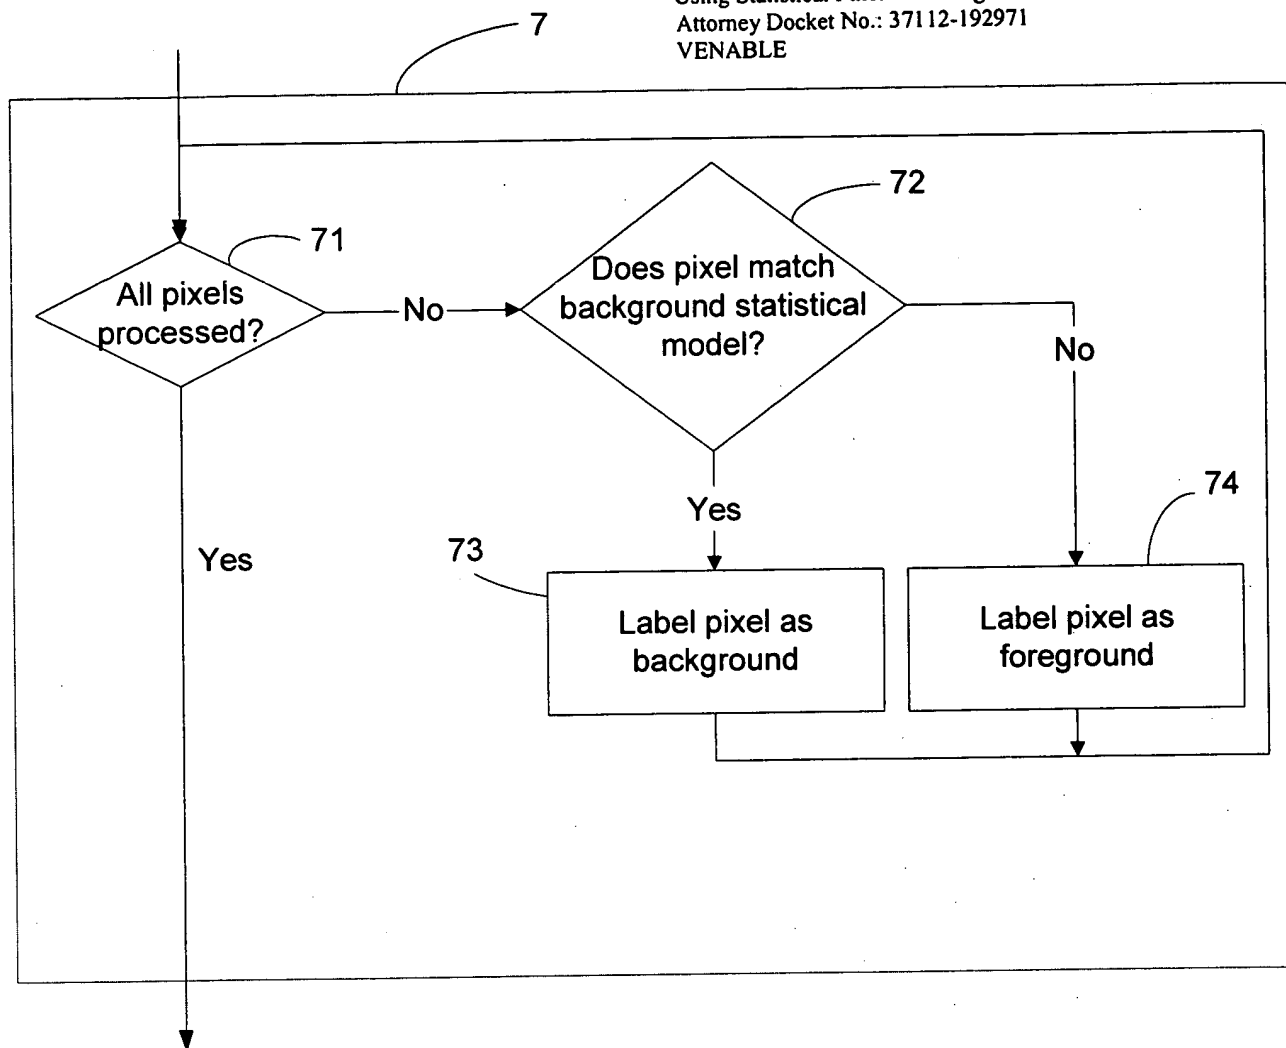 Attorney Docket No.: 37112-192971
VENABLE
7
71
72
All pixels
processed?
No
Does pixel match
background statistical
model?
No
Yes
Yes
73
74
Label pixel as
background
Label pixel as
foreground